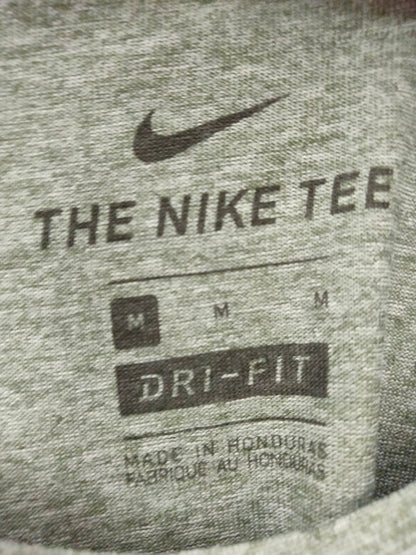 THE NIKE TEE
M M M
DRI-FIT
MADE IN HONDURAS
FABRIQUE AU HONDURAS